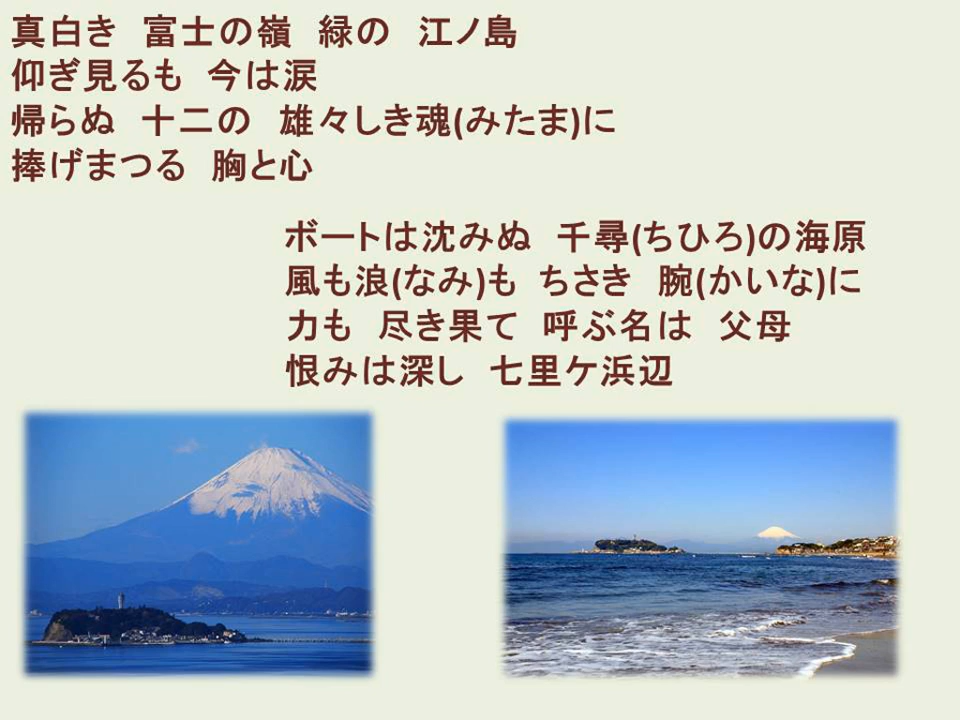 真白き　富士の嶺　緑の　江ノ島
仰ぎ見るも　今は涙
帰らぬ　十二の　雄々しき魂(みたま)に
捧げまつる　胸と心
ボートは沈みぬ　千尋(ちひろ)の海原
風も浪(なみ)も　ちさき　腕(かいな)に
力も　尽き果て　呼ぶ名は　父母
恨みは深し　七里ケ浜辺